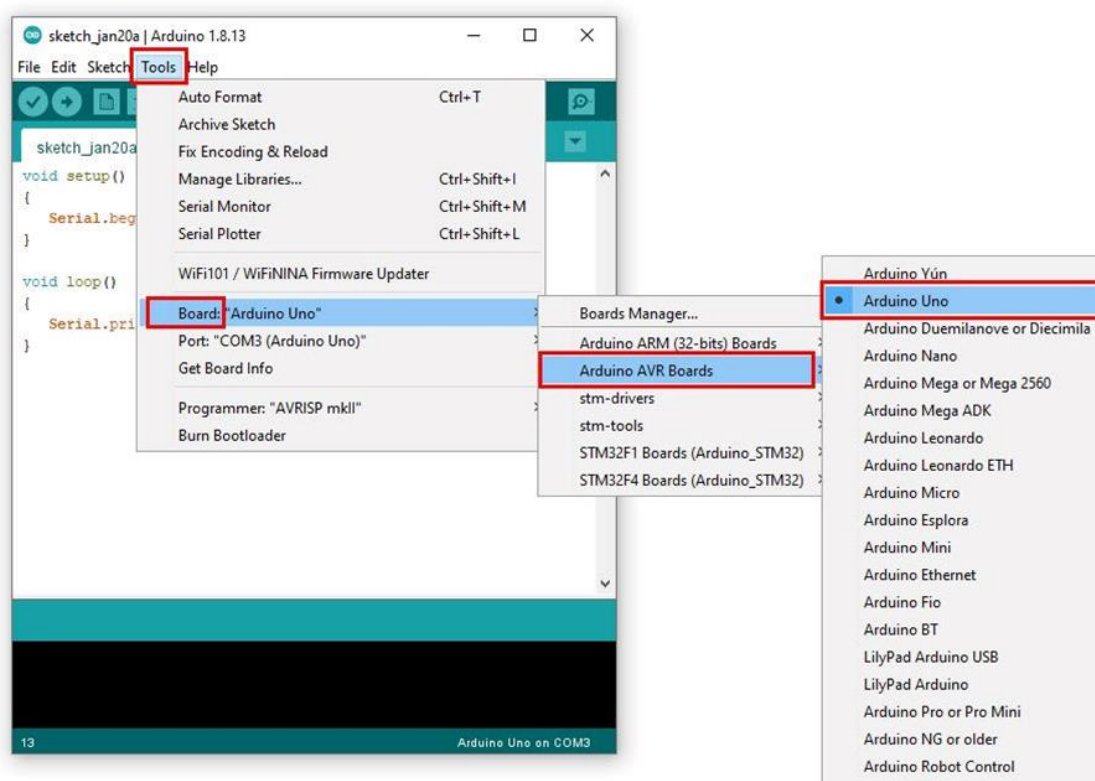 sketch_jan20a | Arduino 1.8.13
File Edit Sketch Tools Help
sketch_jan20a
void setup()
{
Serial.beg
}
void loop()
{
Serial.pri
}
Auto Format Ctrl+T
Archive Sketch
Fix Encoding & Reload
Manage Libraries... Ctrl+Shift+I
Serial Monitor Ctrl+Shift+M
Serial Plotter Ctrl+Shift+L
WiFi101 / WiFiNINA Firmware Updater
Board: "Arduino Uno"
Port: "COM3 (Arduino Uno)"
Get Board Info
Programmer: "AVRISP mkII"
Burn Bootloader
Boards Manager...
Arduino ARM (32-bits) Boards
Arduino AVR Boards
stm-drivers
stm-tools
STM32F1 Boards (Arduino_STM32)
STM32F4 Boards (Arduino_STM32)
Arduino Yún
Arduino Uno
Arduino Duemilanove or Diecimila
Arduino Nano
Arduino Mega or Mega 2560
Arduino Mega ADK
Arduino Leonardo
Arduino Leonardo ETH
Arduino Micro
Arduino Esplora
Arduino Mini
Arduino Ethernet
Arduino Fio
Arduino BT
LilyPad Arduino USB
LilyPad Arduino
Arduino Pro or Pro Mini
Arduino NG or older
Arduino Robot Control
13 Arduino Uno on COM3